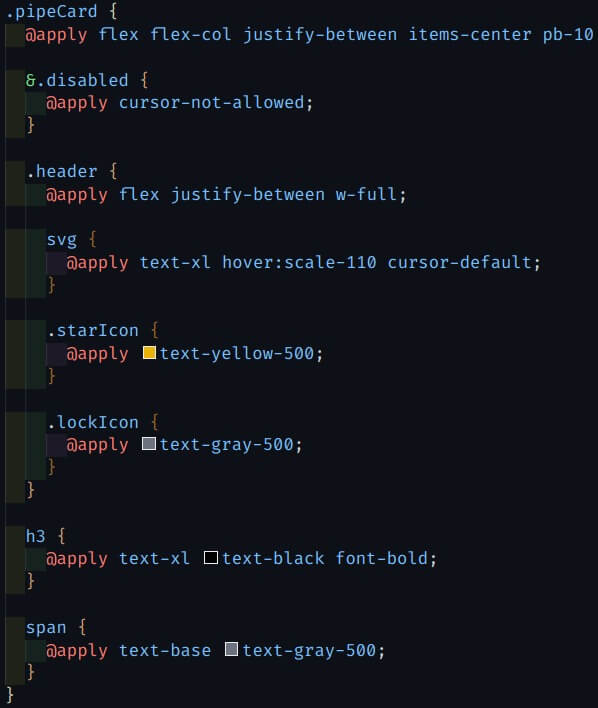 .pipeCard {
@apply flex flex-col justify-between items-center pb-10
&.disabled {
@apply cursor-not-allowed;
}
.header {
@apply flex justify-between w-full;
svg {
@apply text-xl hover:scale-110 cursor-default;
}
.starIcon {
@apply text-yellow-500;
}
.lockIcon {
@apply text-gray-500;
}
}
h3 {
@apply text-xl text-black font-bold;
}
span {
@apply text-base text-gray-500;
}
}